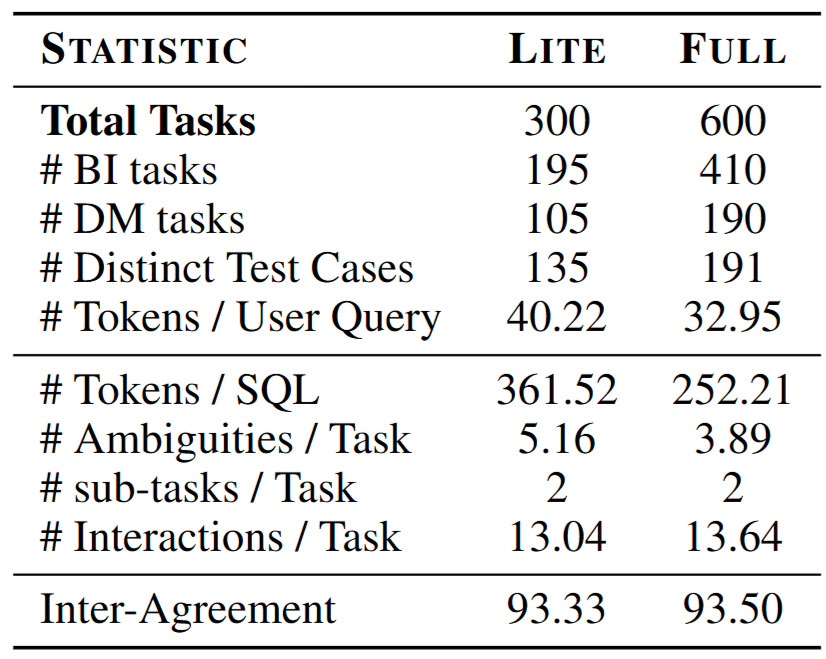 STATISTIC LITE FULL
Total Tasks 300 600
# BI tasks 195 410
# DM tasks 105 190
# Distinct Test Cases 135 191
# Tokens / User Query 40.22 32.95
# Tokens / SQL 361.52 252.21
# Ambiguities / Task 5.16 3.89
# sub-tasks / Task 2 2
# Interactions / Task 13.04 13.64
Inter-Agreement 93.33 93.50